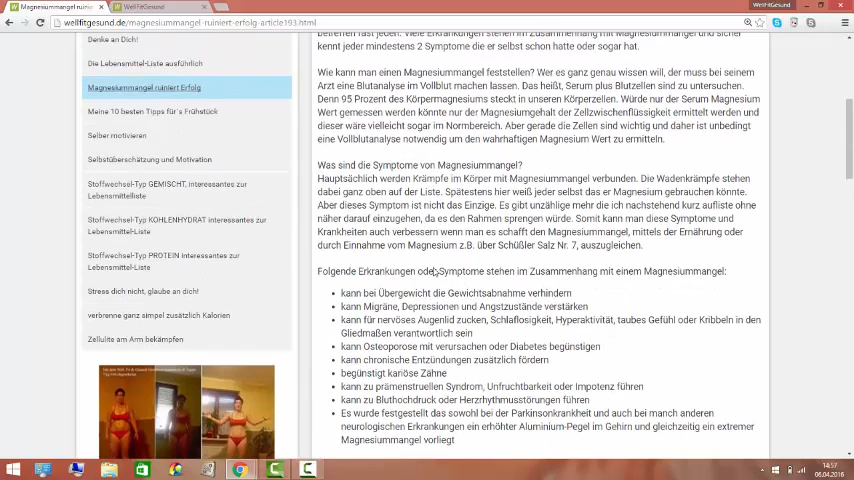 Magnesiummangel ruinier
WellFitGesund
WellFitGesund
wellfitgesund.de/magnesiummangel-ruiniert-erfolg-article193.html
Denke an Dich!
Die Lebensmittel-Liste ausführlich
Magnesiummangel ruiniert Erfolg
Meine 10 besten Tipps für´s Frühstück
Selber motivieren
Selbstüberschätzung und Motivation
Stoffwechsel-Typ GEMISCHT, interessantes zur
Lebensmittelliste
Stoffwechsel-Typ KOHLENHYDRAT interessantes zur
Lebensmittel-Liste
Stoffwechsel-Typ PROTEIN interessantes zur
Lebensmittel-Liste
Stress dich nicht, glaube an dich!
verbrenne ganz simpel zusätzlich Kalorien
Zellulite am Arm bekämpfen
betreffen fast jeden. Viele Erkrankungen stehen im Zusammenhang mit Magnesiummangel und sicher
kennt jeder mindestens 2 Symptome die er selbst schon hatte oder sogar hat.
Wie kann man einen Magnesiummangel feststellen? Wer es ganz genau wissen will, der muss bei seinem
Arzt eine Blutanalyse im Vollblut machen lassen. Das heißt, Serum plus Blutzellen sind zu untersuchen.
Denn 95 Prozent des Körpermagnesiums steckt in unseren Körperzellen. Würde nur der Serum Magnesium
Wert gemessen werden könnte nur der Magnesiumgehalt der Zellzwischenflüssigkeit ermittelt werden und
dieser wäre vielleicht sogar im Normbereich. Aber gerade die Zellen sind wichtig und daher ist unbedingt
eine Vollblutanalyse notwendig um den wahrhaftigen Magnesium Wert zu ermitteln.
Was sind die Symptome von Magnesiummangel?
Hauptsächlich werden Krämpfe im Körper mit Magnesiummangel verbunden. Die Wadenkrämpfe stehen
dabei ganz oben auf der Liste. Spätestens hier weiß jeder selbst das er Magnesium gebrauchen könnte.
Aber dieses Symptom ist nicht das Einzige. Es gibt unzählige mehr die ich nachstehend kurz aufliste ohne
näher darauf einzugehen, da es den Rahmen sprengen würde. Somit kann man diese Symptome und
Krankheiten auch verbessern wenn man es schafft den Magnesiummangel, mittels der Ernährung oder
durch Einnahme vom Magnesium z.B. über Schüßler Salz Nr. 7, auszugleichen.
Folgende Erkrankungen oder Symptome stehen im Zusammenhang mit einem Magnesiummangel:
• kann bei Übergewicht die Gewichtsabnahme verhindern
• kann Migräne, Depressionen und Angstzustände verstärken
• kann für nervöses Augenlid zucken, Schlaflosigkeit, Hyperaktivität, taubes Gefühl oder Kribbeln in den
Gliedmaßen verantwortlich sein
• kann Osteoporose mit verursachen oder Diabetes begünstigen
• kann chronische Entzündungen zusätzlich fördern
• begünstigt kariöse Zähne
• kann zu prämenstruellen Syndrom, Unfruchtbarkeit oder Impotenz führen
• kann zu Bluthochdruck oder Herzrhythmusstörungen führen
• Es wurde festgestellt das sowohl bei der Parkinsonkrankheit und auch bei manch anderen
neurologischen Erkrankungen ein erhöhter Aluminium-Pegel im Gehirn und gleichzeitig ein extremer
Magnesiummangel vorliegt
14:57
06.04.2016